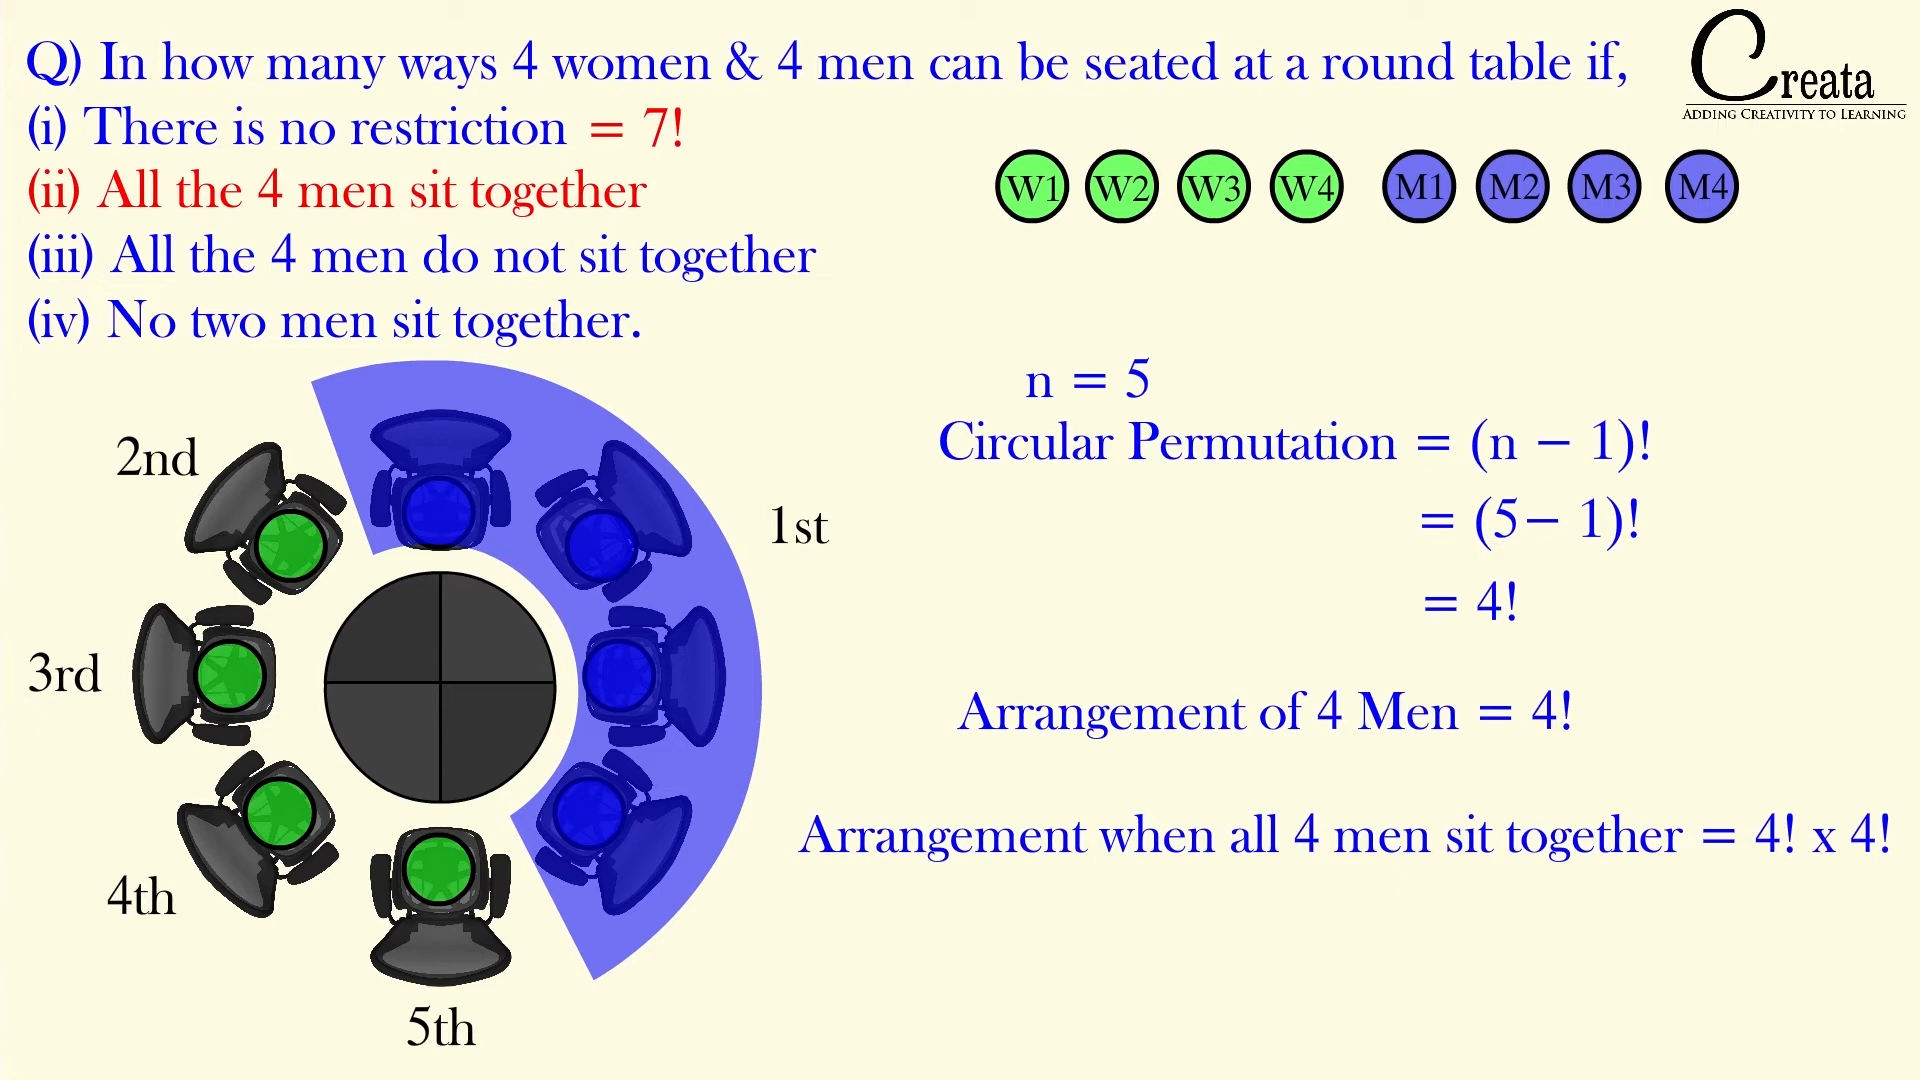 Q) In how many ways 4 women & 4 men can be seated at a round table if,
(i) There is no restriction = 7!
(ii) All the 4 men sit together
(iii) All the 4 men do not sit together
(iv) No two men sit together.
Creata
ADDING CREATIVITY TO LEARNING
W1 W2 W3 W4 M1 M2 M3 M4
n = 5
Circular Permutation = (n − 1)!
= (5 − 1)!
= 4!
Arrangement of 4 Men = 4!
Arrangement when all 4 men sit together = 4! x 4!
1st
2nd
3rd
4th
5th